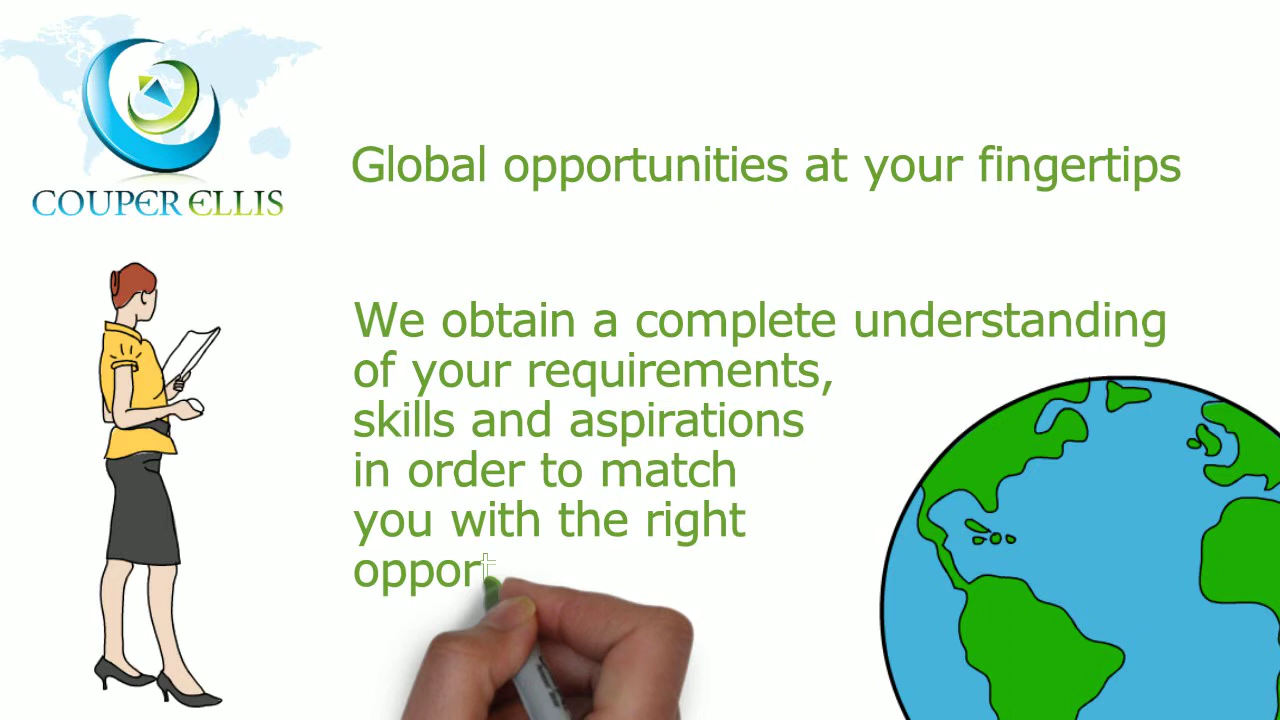 COUPER ELLIS
Global opportunities at your fingertips
We obtain a complete understanding
of your requirements,
skills and aspirations
in order to match
you with the right
opport